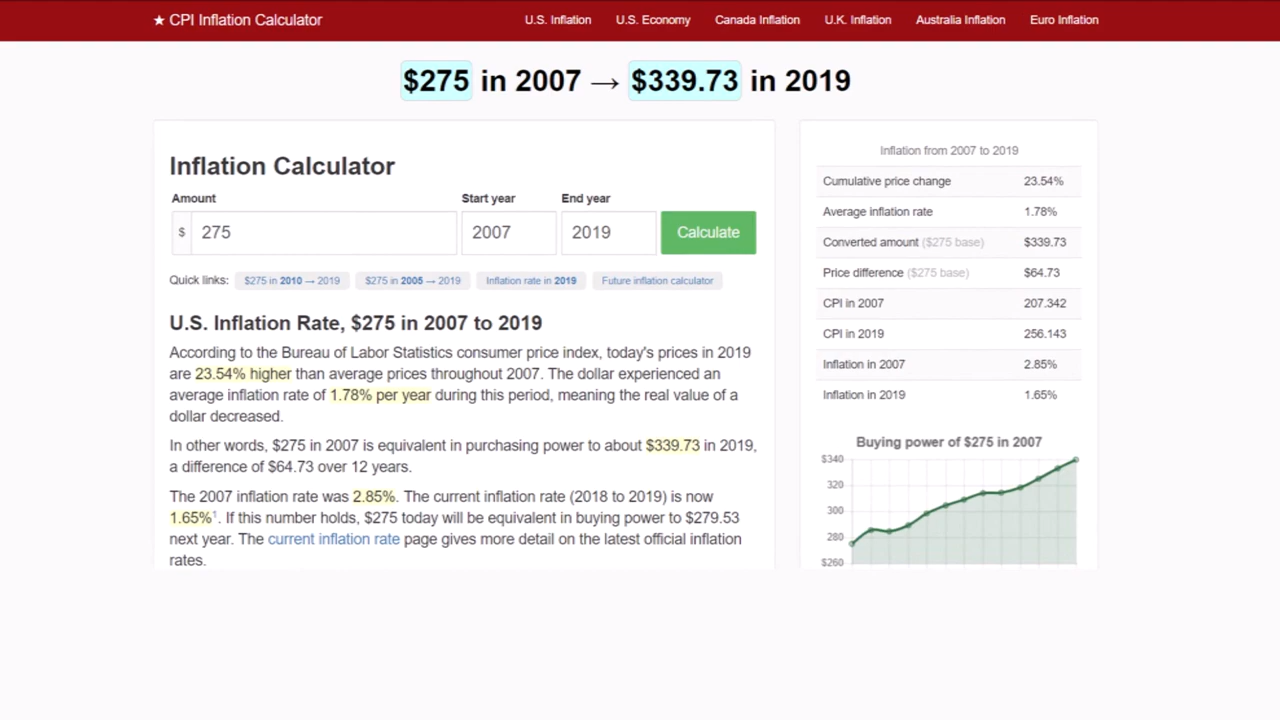 ★ CPI Inflation Calculator
U.S. Inflation U.S. Economy Canada Inflation U.K. Inflation Australia Inflation Euro Inflation
$275 in 2007 → $339.73 in 2019
Inflation Calculator
Amount Start year End year
$ 275 2007 2019 Calculate
Quick links: $275 in 2010 → 2019 $275 in 2005 → 2019 Inflation rate in 2019 Future inflation calculator
U.S. Inflation Rate, $275 in 2007 to 2019
According to the Bureau of Labor Statistics consumer price index, today's prices in 2019
are 23.54% higher than average prices throughout 2007. The dollar experienced an
average inflation rate of 1.78% per year during this period, meaning the real value of a
dollar decreased.
In other words, $275 in 2007 is equivalent in purchasing power to about $339.73 in 2019,
a difference of $64.73 over 12 years.
The 2007 inflation rate was 2.85%. The current inflation rate (2018 to 2019) is now
1.65%¹. If this number holds, $275 today will be equivalent in buying power to $279.53
next year. The current inflation rate page gives more detail on the latest official inflation
rates.
Inflation from 2007 to 2019
Cumulative price change 23.54%
Average inflation rate 1.78%
Converted amount ($275 base) $339.73
Price difference ($275 base) $64.73
CPI in 2007 207.342
CPI in 2019 256.143
Inflation in 2007 2.85%
Inflation in 2019 1.65%
Buying power of $275 in 2007
$340
320
300
280
$260